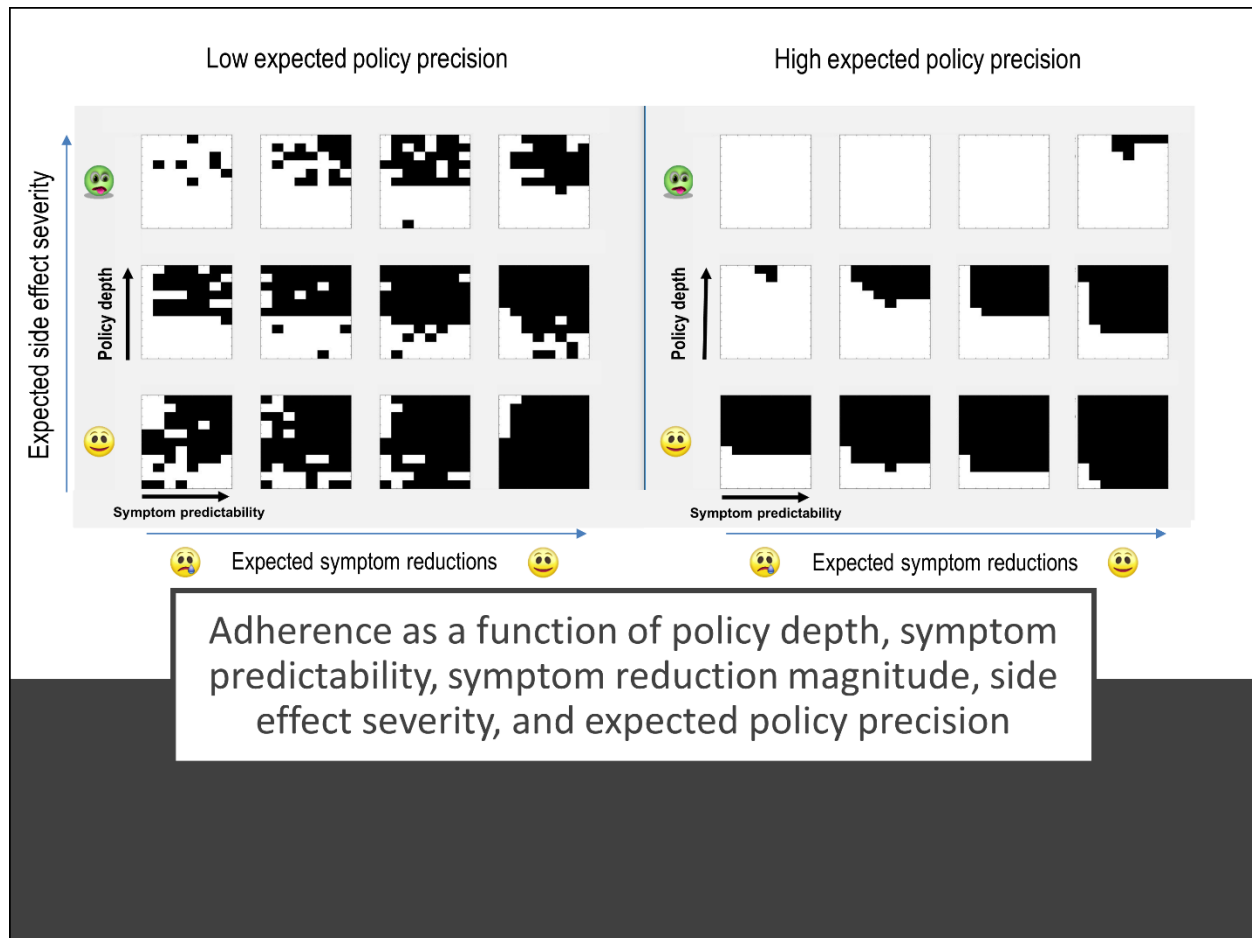 Low expected policy precision
High expected policy precision
Expected side effect severity
Policy depth
Policy depth
Symptom predictability
Symptom predictability
Expected symptom reductions
Expected symptom reductions
Adherence as a function of policy depth, symptom
predictability, symptom reduction magnitude, side
effect severity, and expected policy precision